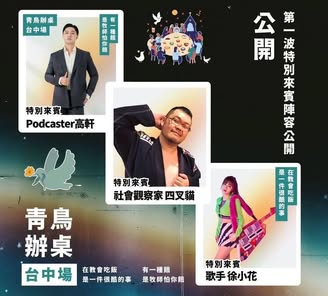 公開
第一波特別來賓陣容公開
青鳥辦桌
台中場
有一種餓
是牧師怕你餓
特別來賓
Podcaster高軒
特別來賓
社會觀察家 四叉貓
在教會吃飯
是一件很酷的事
特別來賓
歌手 徐小花
青鳥
辦桌
台中場
在教會吃飯
是一件很酷的事
有一種餓
是牧師怕你餓